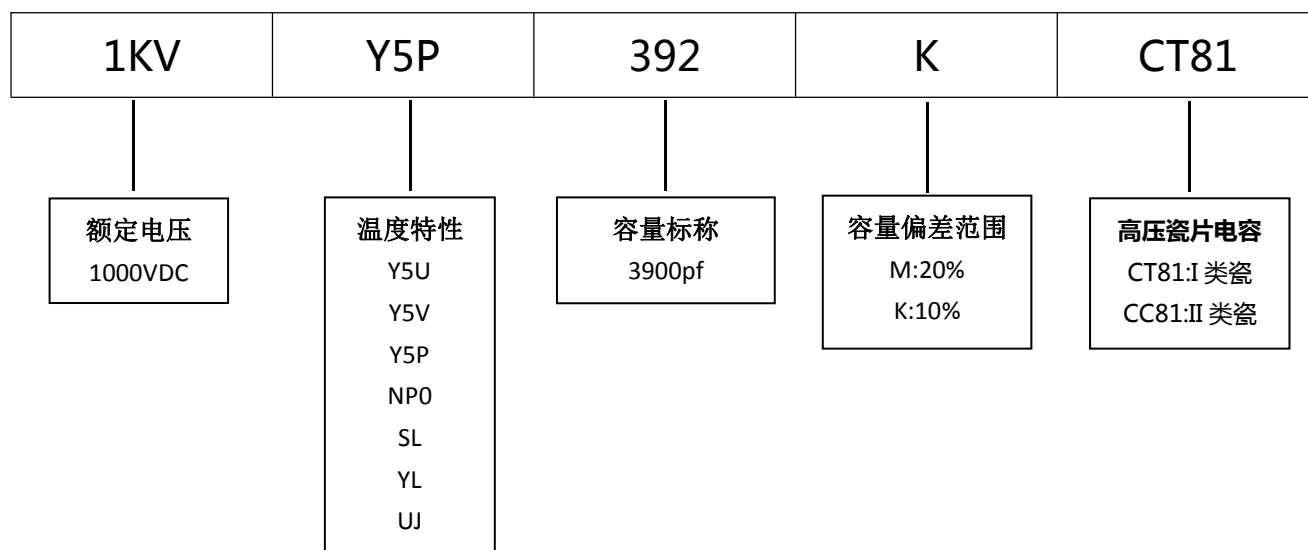 1KV Y5P 392 K CT81
额定电压
1000VDC
温度特性
Y5U
Y5V
Y5P
NP0
SL
YL
UJ
容量标称
3900pf
容量偏差范围
M:20%
K:10%
高压瓷片电容
CT81:I 类瓷
CC81:II 类瓷